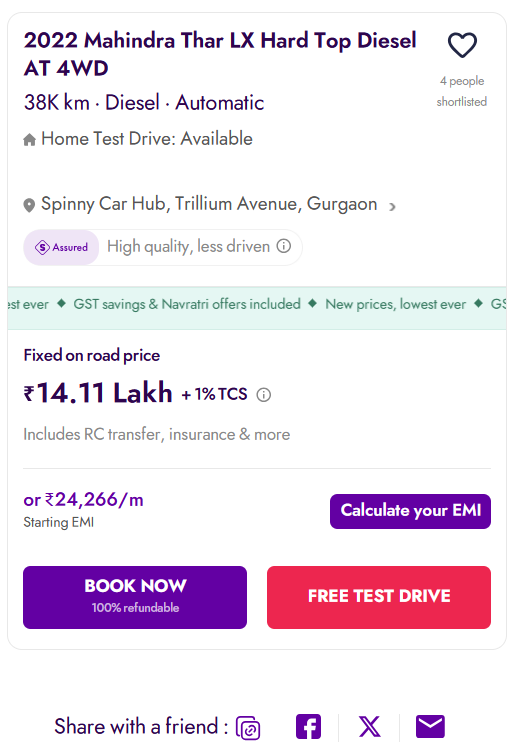 2022 Mahindra Thar LX Hard Top Diesel
AT 4WD
4 people
shortlisted
38K km · Diesel · Automatic
Home Test Drive: Available
Spinny Car Hub, Trillium Avenue, Gurgaon
Assured High quality, less driven
est ever ◆ GST savings & Navratri offers included ◆ New prices, lowest ever ◆ GS
Fixed on road price
₹14.11 Lakh + 1% TCS
Includes RC transfer, insurance & more
or ₹24,266/m
Starting EMI
Calculate your EMI
BOOK NOW
100% refundable
FREE TEST DRIVE
Share with a friend :